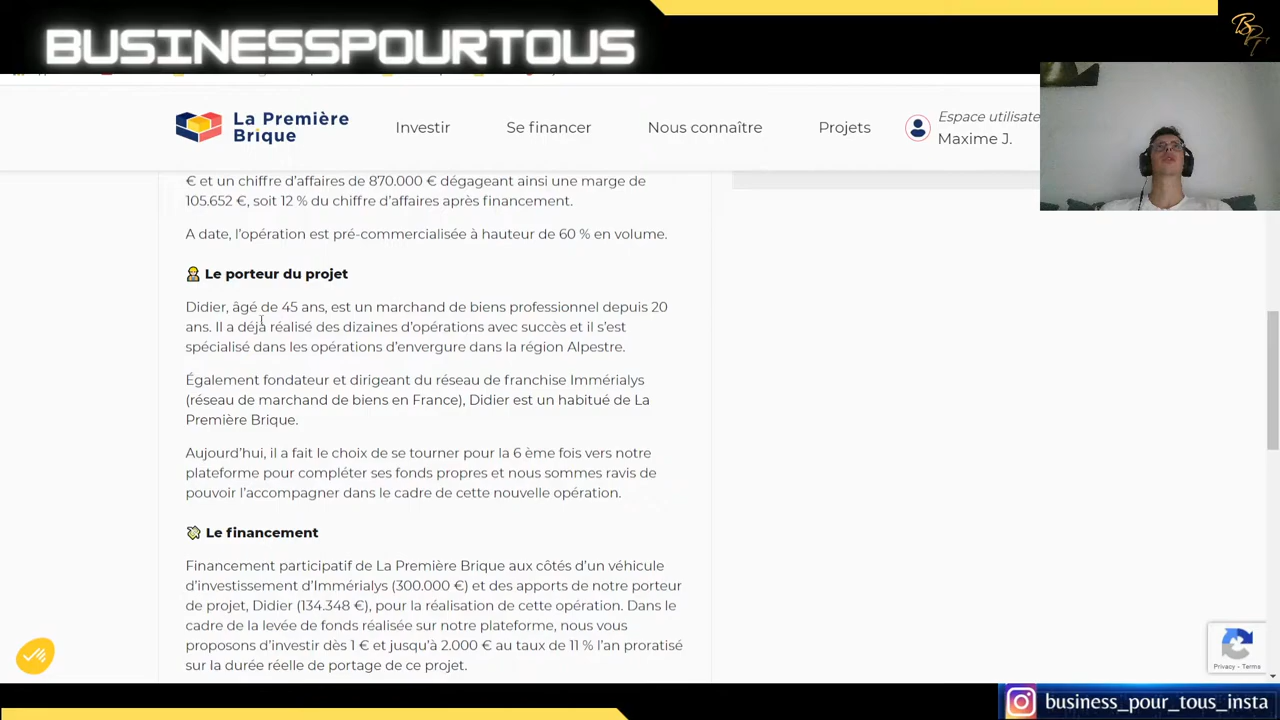 BUSINESSPOURTOUS
La Première
Brique
Investir
Se financer
Nous connaître
Projets
Espace utilisate
Maxime J.
€ et un chiffre d'affaires de 870.000 € dégageant ainsi une marge de
105.652 €, soit 12 % du chiffre d'affaires après financement.
A date, l'opération est pré-commercialisée à hauteur de 60 % en volume.
Le porteur du projet
Didier, âgé de 45 ans, est un marchand de biens professionnel depuis 20
ans. Il a déjà réalisé des dizaines d'opérations avec succès et il s'est
spécialisé dans les opérations d'envergure dans la région Alpestre.
Également fondateur et dirigeant du réseau de franchise Immérialys
(réseau de marchand de biens en France), Didier est un habitué de La
Première Brique.
Aujourd'hui, il a fait le choix de se tourner pour la 6 ème fois vers notre
plateforme pour compléter ses fonds propres et nous sommes ravis de
pouvoir l'accompagner dans le cadre de cette nouvelle opération.
Le financement
Financement participatif de La Première Brique aux côtés d'un véhicule
d'investissement d'Immérialys (300.000 €) et des apports de notre porteur
de projet, Didier (134.348 €), pour la réalisation de cette opération. Dans le
cadre de la levée de fonds réalisée sur notre plateforme, nous vous
proposons d'investir dès 1 € et jusqu'à 2.000 € au taux de 11 % l'an proratisé
sur la durée réelle de portage de ce projet.
Privacy - Terms
business_pour_tous_insta